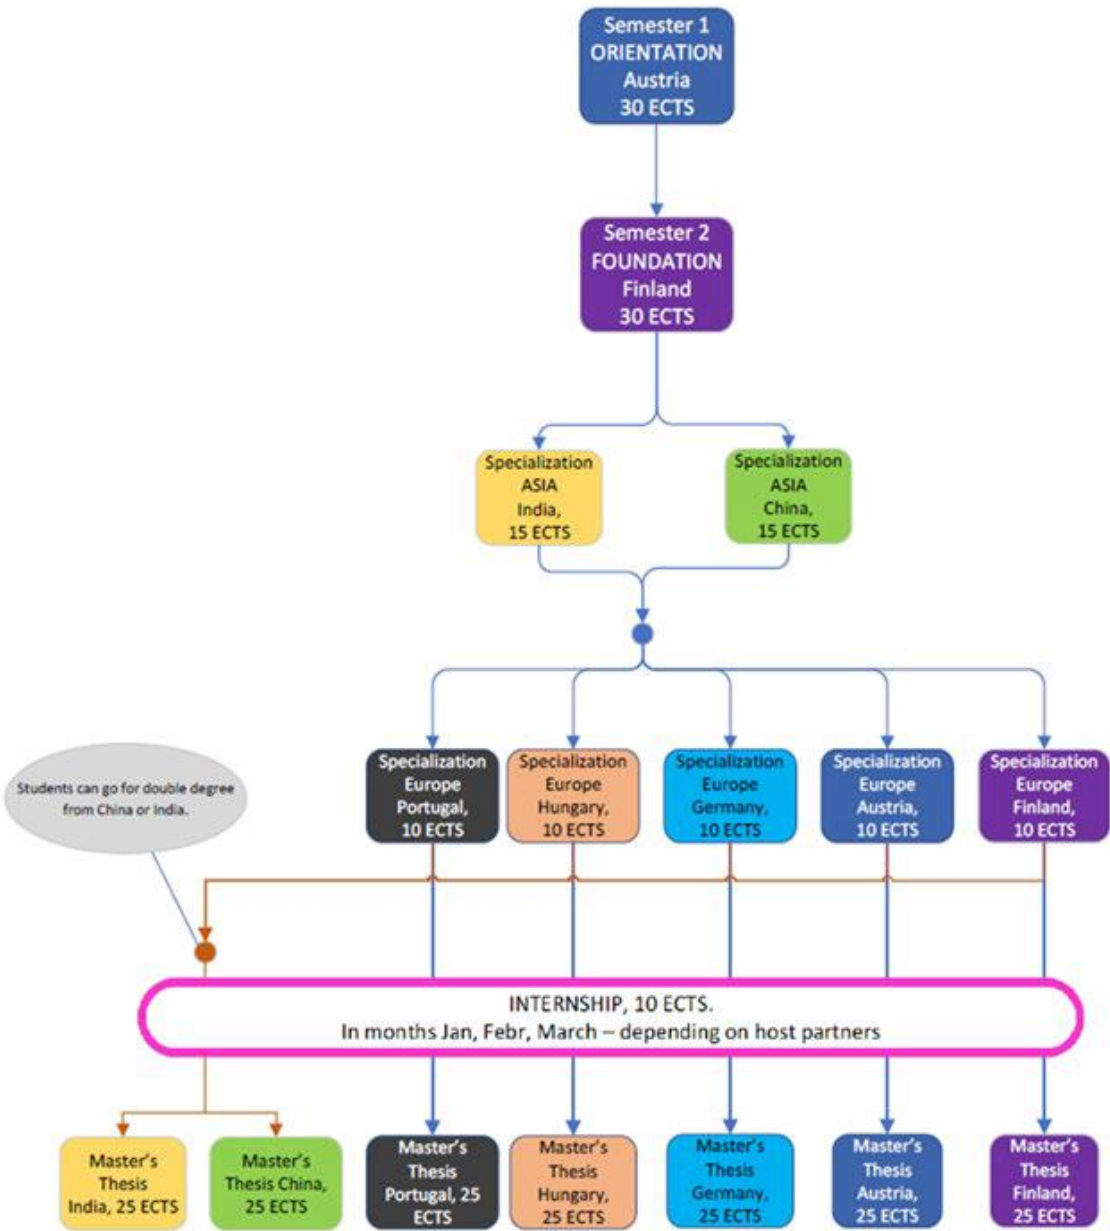 Semester 1
ORIENTATION
Austria
30 ECTS
Semester 2
FOUNDATION
Finland
30 ECTS
Specialization
ASIA
India,
15 ECTS
Specialization
ASIA
China,
15 ECTS
Specialization
Europe
Portugal,
10 ECTS
Specialization
Europe
Hungary,
10 ECTS
Specialization
Europe
Germany,
10 ECTS
Specialization
Europe
Austria,
10 ECTS
Specialization
Europe
Finland,
10 ECTS
Students can go for double degree
from China or India.
INTERNSHIP, 10 ECTS.
In months Jan, Febr, March – depending on host partners
Master's
Thesis
India, 25 ECTS
Master's
Thesis China,
25 ECTS
Master's
Thesis
Portugal, 25
ECTS
Master's
Thesis
Hungary,
25 ECTS
Master's
Thesis
Germany,
25 ECTS
Master's
Thesis
Austria,
25 ECTS
Master's
Thesis
Finland,
25 ECTS